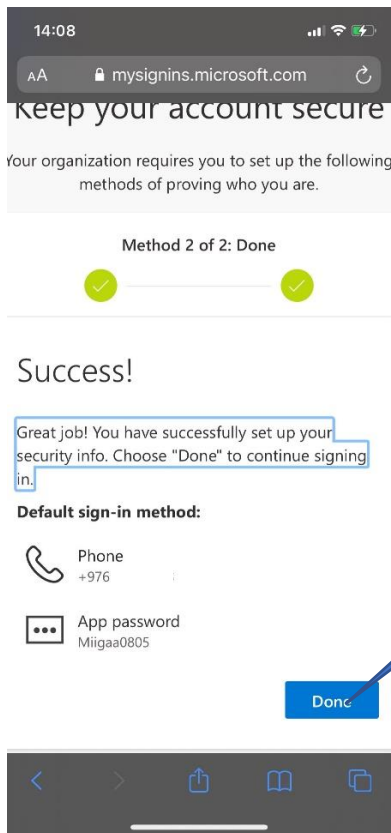 14:08
AA mysignins.microsoft.com
Keep your account secure
Your organization requires you to set up the following
methods of proving who you are.
Method 2 of 2: Done
Success!
Great job! You have successfully set up your
security info. Choose "Done" to continue signing
in.
Default sign-in method:
Phone
+976
App password
Miigaa0805
Done